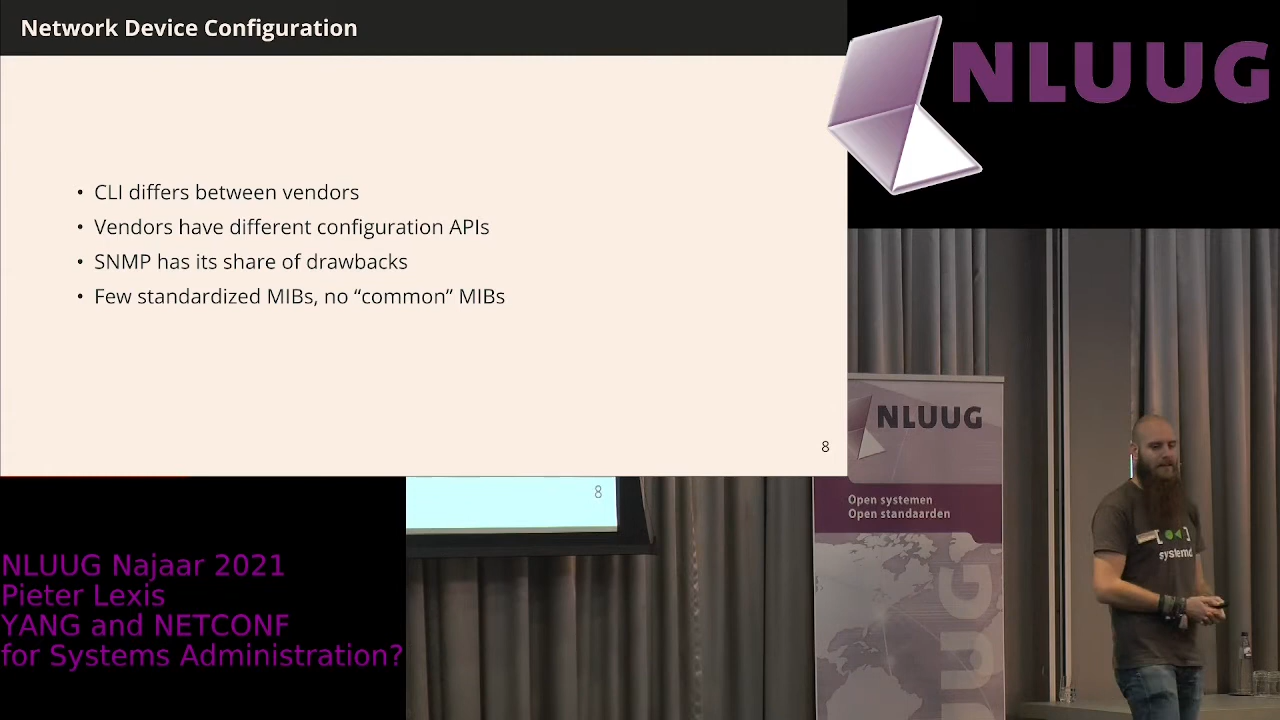 Network Device Configuration
• CLI differs between vendors
• Vendors have different configuration APIs
• SNMP has its share of drawbacks
• Few standardized MIBs, no “common” MIBs
8
NLUUG
8
NLUUG
Open systemen
Open standaarden
NLUUG
[ ● ◀ ]
systemd
NLUUG Najaar 2021
Pieter Lexis
YANG and NETCONF
for Systems Administration?